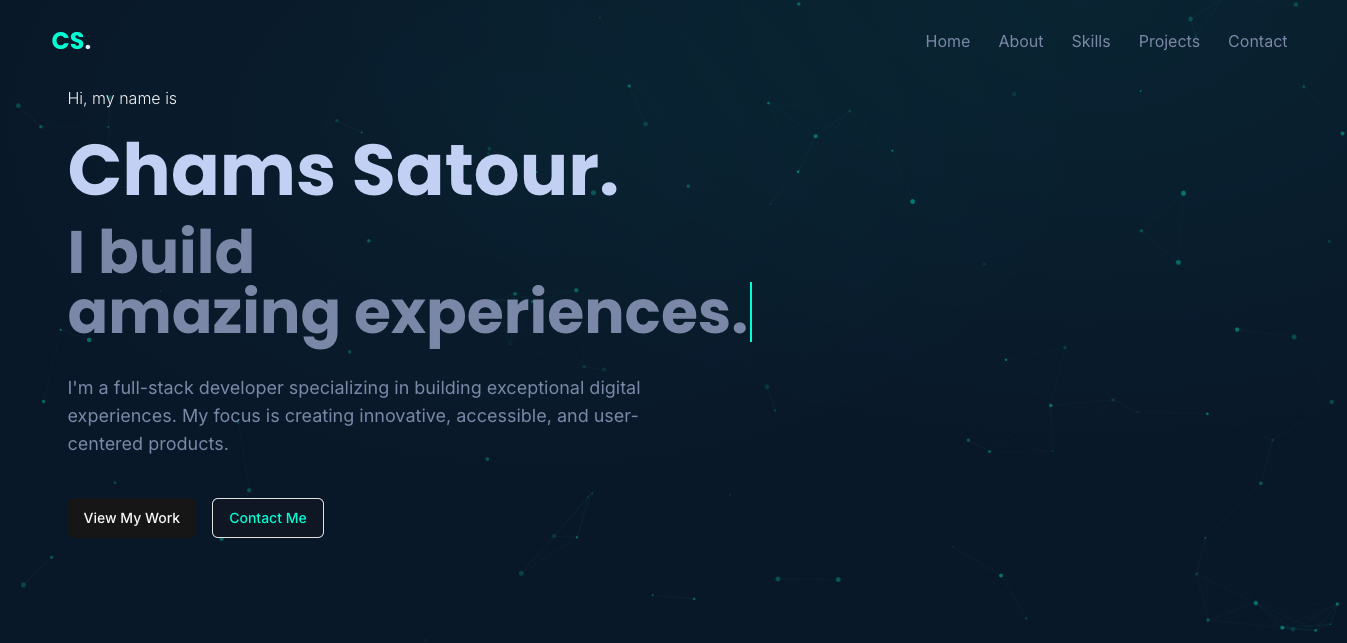 CS.
Home About Skills Projects Contact
Hi, my name is
Chams Satour.
I build
amazing experiences.
I'm a full-stack developer specializing in building exceptional digital
experiences. My focus is creating innovative, accessible, and user-
centered products.
View My Work Contact Me